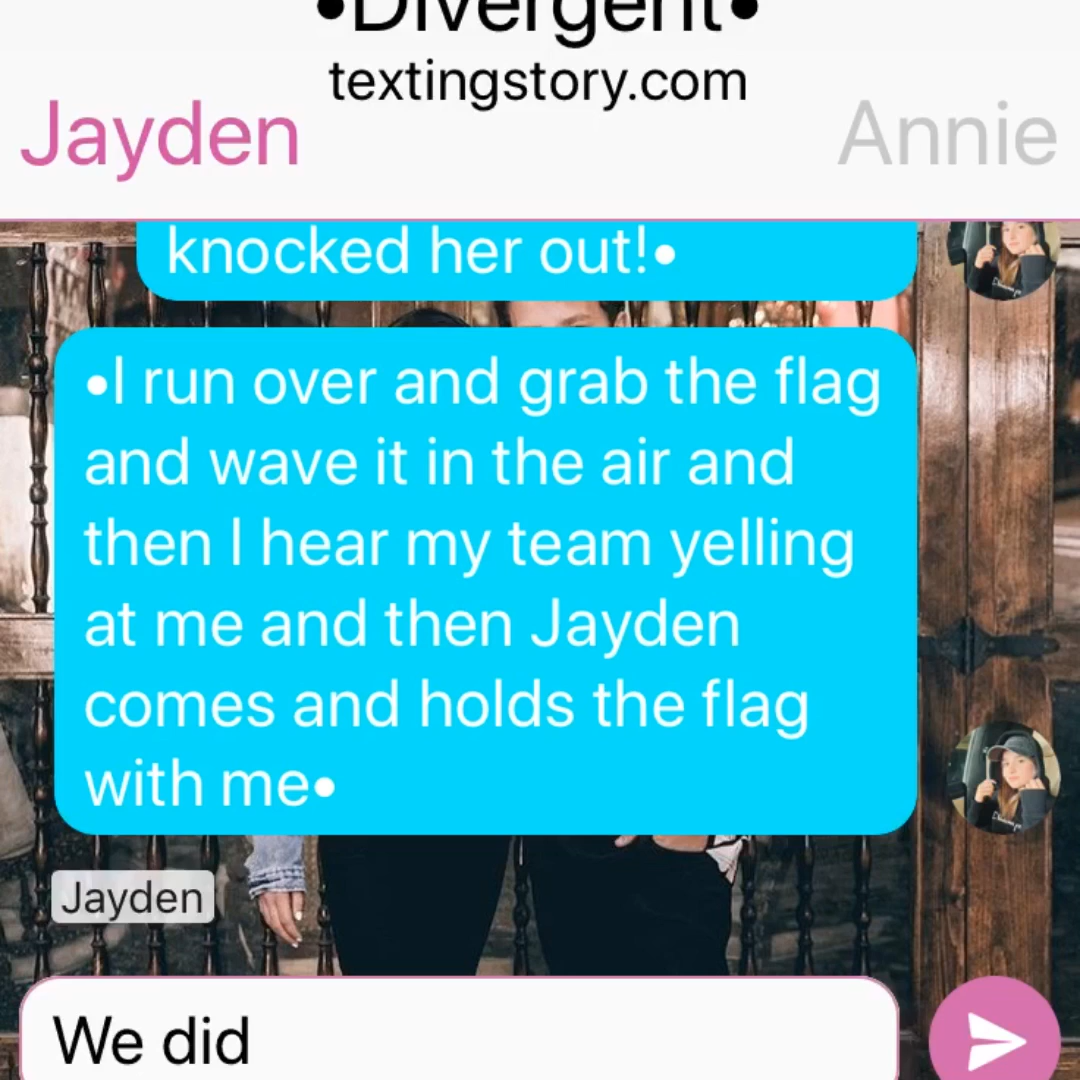 •Divergent•
textingstory.com
Jayden Annie
knocked her out!•
•I run over and grab the flag
and wave it in the air and
then I hear my team yelling
at me and then Jayden
comes and holds the flag
with me•
Jayden
We did